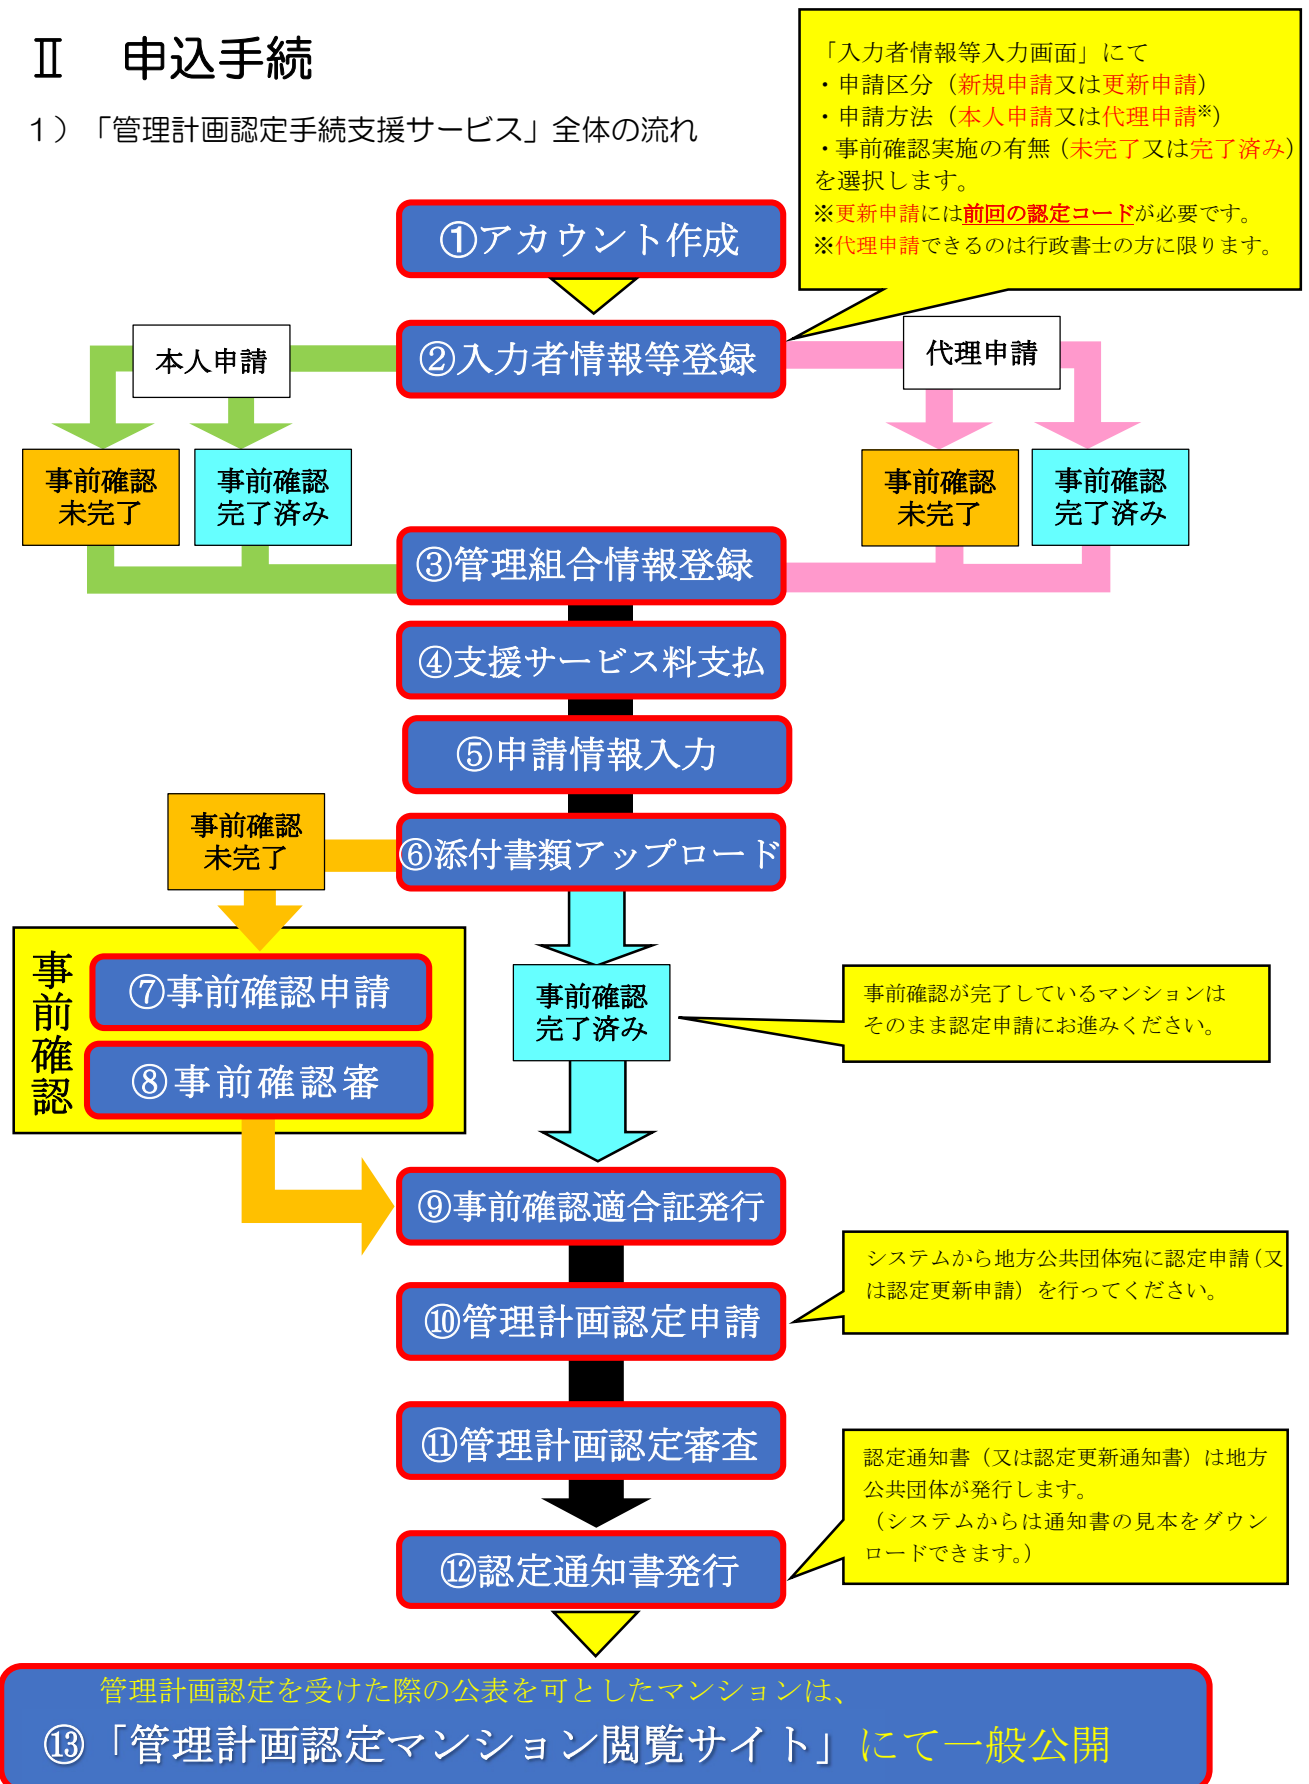 Ⅱ 申込手続
１）「管理計画認定手続支援サービス」全体の流れ
「入力者情報等入力画面」にて
・申請区分（新規申請又は更新申請）
・申請方法（本人申請又は代理申請※）
・事前確認実施の有無（未完了又は完了済み）
を選択します。
※更新申請には前回の認定コードが必要です。
※代理申請できるのは行政書士の方に限ります。
①アカウント作成
②入力者情報等登録
本人申請
代理申請
事前確認
未完了
事前確認
完了済み
事前確認
未完了
事前確認
完了済み
③管理組合情報登録
④支援サービス料支払
⑤申請情報入力
⑥添付書類アップロード
事前確認
未完了
事前確認
⑦事前確認申請
⑧事前確認審
事前確認
完了済み
事前確認が完了しているマンションは
そのまま認定申請にお進みください。
⑨事前確認適合証発行
⑩管理計画認定申請
システムから地方公共団体宛に認定申請（又
は認定更新申請）を行ってください。
⑪管理計画認定審査
⑫認定通知書発行
認定通知書（又は認定更新通知書）は地方
公共団体が発行します。
（システムからは通知書の見本をダウン
ロードできます。）
管理計画認定を受けた際の公表を可としたマンションは、
⑬「管理計画認定マンション閲覧サイト」にて一般公開